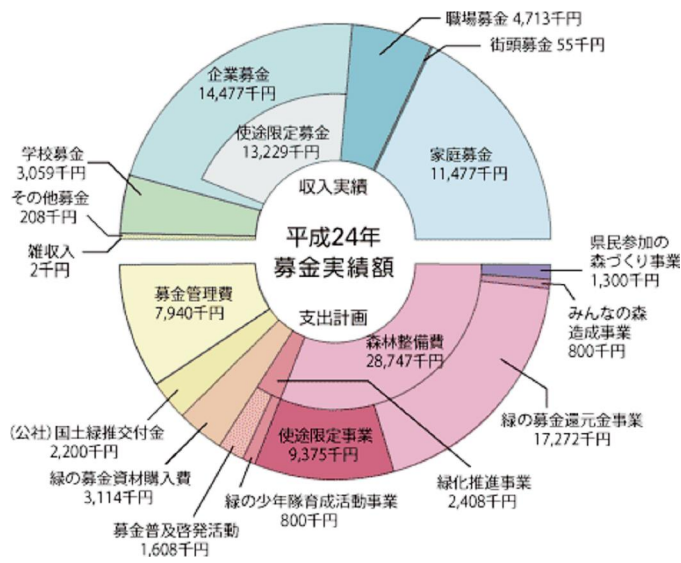 職場募金 4,713千円
街頭募金 55千円
企業募金
14,477千円
使途限定募金
13,229千円
家庭募金
11,477千円
学校募金
3,059千円
その他募金
208千円
雑収入
2千円
収入実績
平成24年
募金実績額
支出計画
県民参加の
森づくり事業
1,300千円
みんなの森
造成事業
800千円
募金管理費
7,940千円
森林整備費
28,747千円
緑の募金還元金事業
17,272千円
(公社)国土緑推交付金
2,200千円
使途限定事業
9,375千円
緑の募金資材購入費
3,114千円
緑化推進事業
2,408千円
緑の少年隊育成活動事業
800千円
募金普及啓発活動
1,608千円